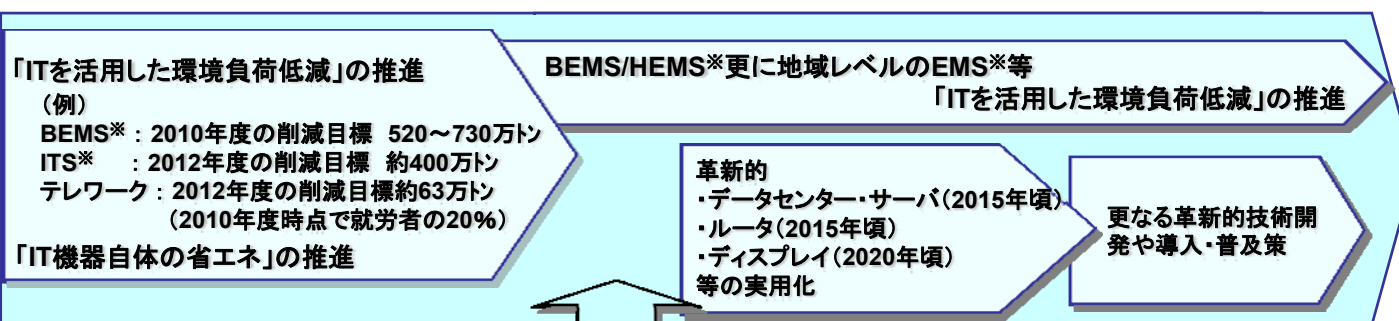 「ITを活用した環境負荷低減」の推進
（例）
BEMS※：2010年度の削減目標 520～730万㌧
ITS※ ：2012年度の削減目標 約400万トン
テレワーク：2012年度の削減目標約63万㌧
（2010年度時点で就労者の20%）
「IT機器自体の省エネ」の推進
BEMS/HEMS※更に地域レベルのEMS※等
「ITを活用した環境負荷低減」の推進
革新的
・データセンター・サーバ（2015年頃）
・ルータ（2015年頃）
・ディスプレイ（2020年頃）
等の実用化
更なる革新的技術開
発や導入・普及策